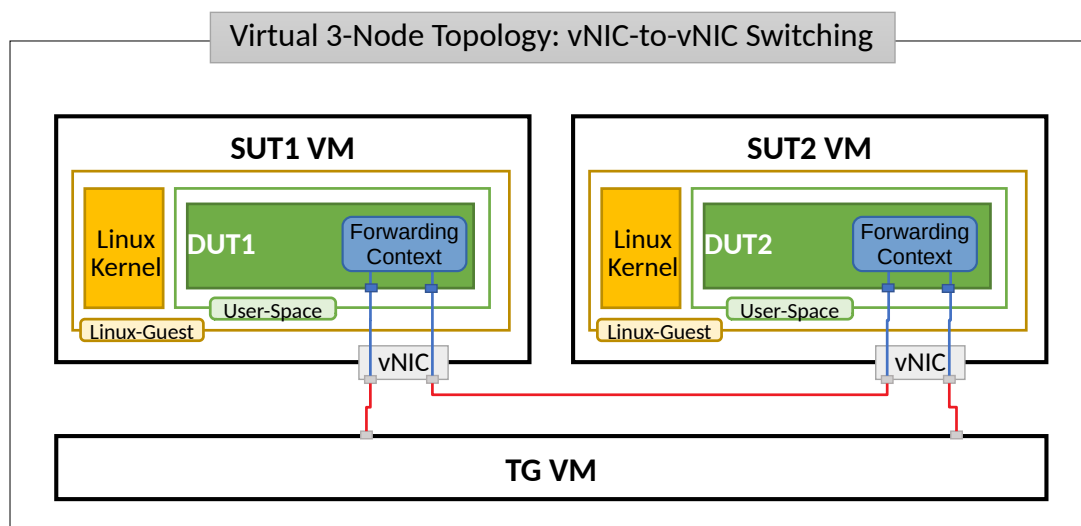 Virtual 3-Node Topology: vNIC-to-vNIC Switching
SUT1 VM
Linux
Kernel
DUT1
Forwarding
Context
User-Space
Linux-Guest
vNIC
SUT2 VM
Linux
Kernel
DUT2
Forwarding
Context
User-Space
Linux-Guest
vNIC
TG VM